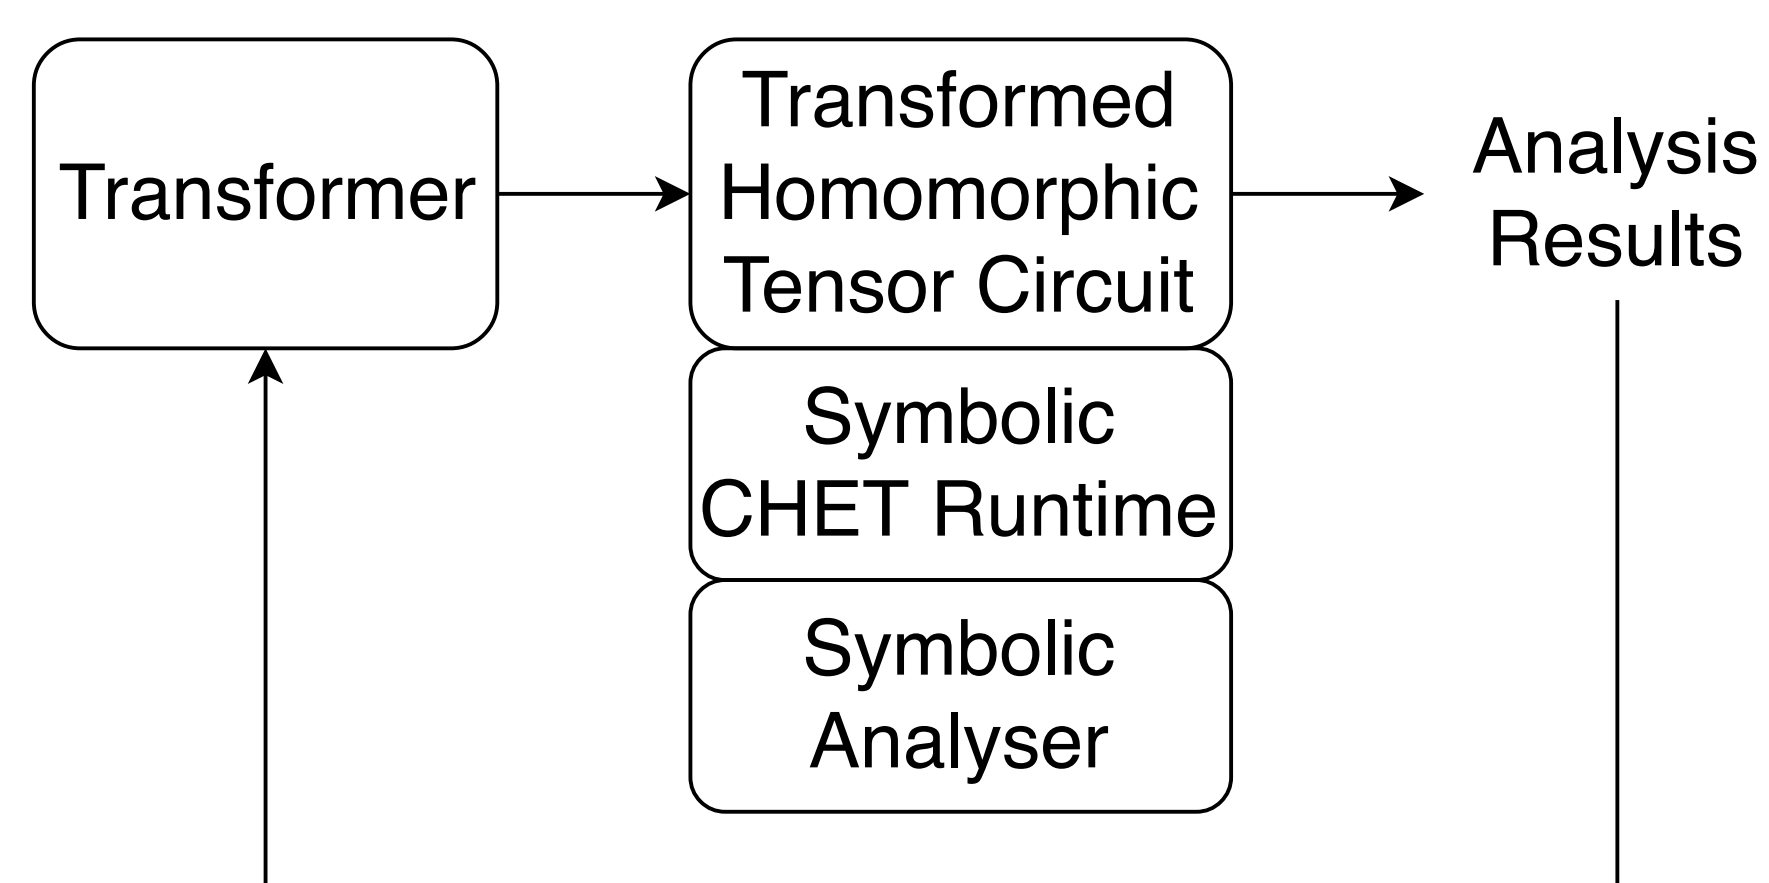 Transformer
Transformed
Homomorphic
Tensor Circuit
Symbolic
CHET Runtime
Symbolic
Analyser
Analysis
Results